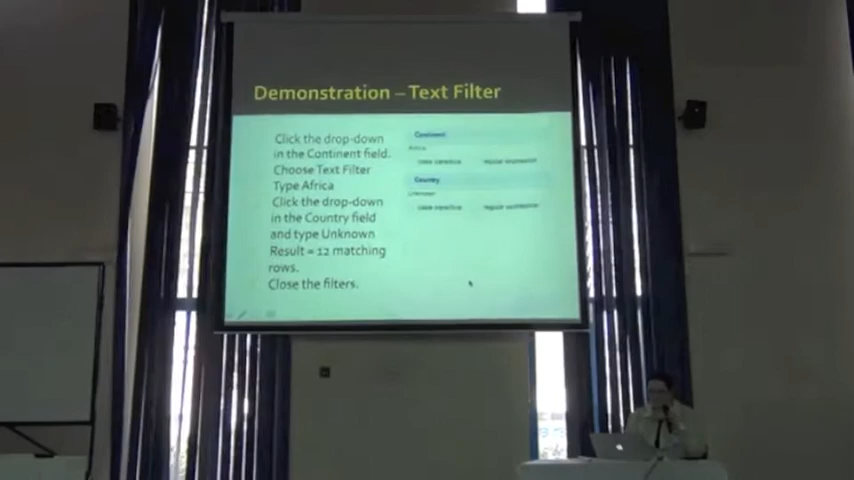 Demonstration – Text Filter
Click the drop-down
in the Continent field.
Choose Text Filter
Type Africa
Click the drop-down
in the Country field
and type Unknown
Result = 12 matching
rows.
Close the filters.
Continent
Africa
case sensitive regular expression
Country
Unknown
case sensitive regular expression